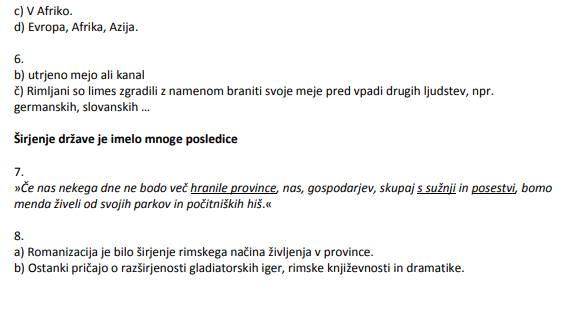 c) V Afriko.
d) Evropa, Afrika, Azija.
6.
b) utrjeno mejo ali kanal
č) Rimljani so limes zgradili z namenom braniti svoje meje pred vpadi drugih ljudstev, npr.
germanskih, slovanskih …
Širjenje države je imelo mnoge posledice
7.
»Če nas nekega dne ne bodo več hranile province, nas, gospodarjev, skupaj s sužnji in posestvi, bomo
menda živeli od svojih parkov in počitniških hiš.«
8.
a) Romanizacija je bilo širjenje rimskega načina življenja v province.
b) Ostanki pričajo o razširjenosti gladiatorskih iger, rimske književnosti in dramatike.